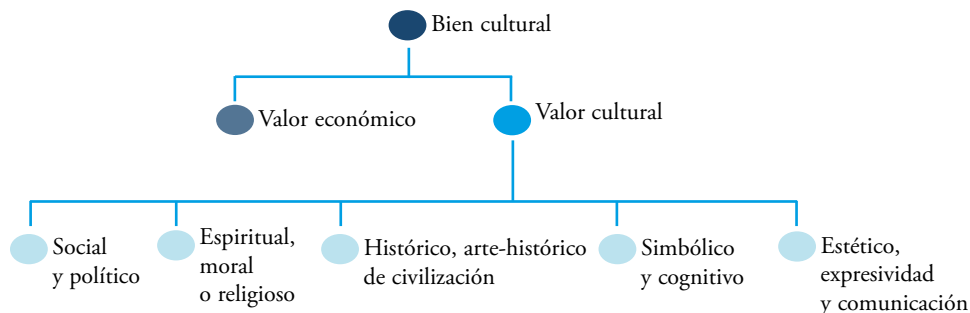 Bien cultural
Valor económico
Valor cultural
Social
y político
Espiritual,
moral
o religioso
Histórico, arte-histórico
de civilización
Simbólico
y cognitivo
Estético,
expresividad
y comunicación